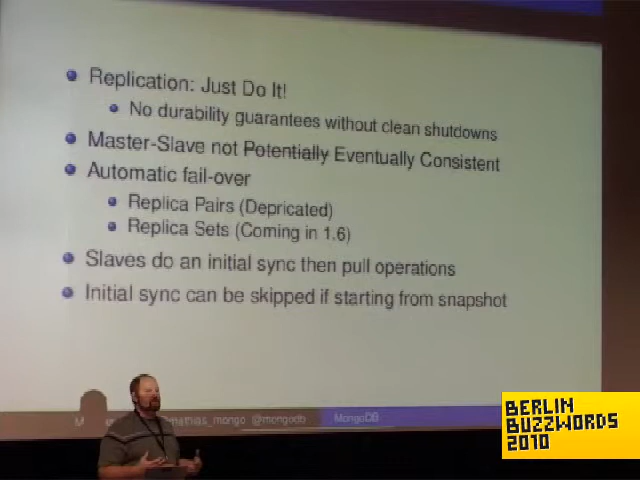 Replication: Just Do It!
No durability guarantees without clean shutdowns
Master-Slave not Potentially Eventually Consistent
Automatic fail-over
Replica Pairs (Depricated)
Replica Sets (Coming in 1.6)
Slaves do an initial sync then pull operations
Initial sync can be skipped if starting from snapshot
@mongodb MongoDB
BERLIN
BUZZWORDS
2010